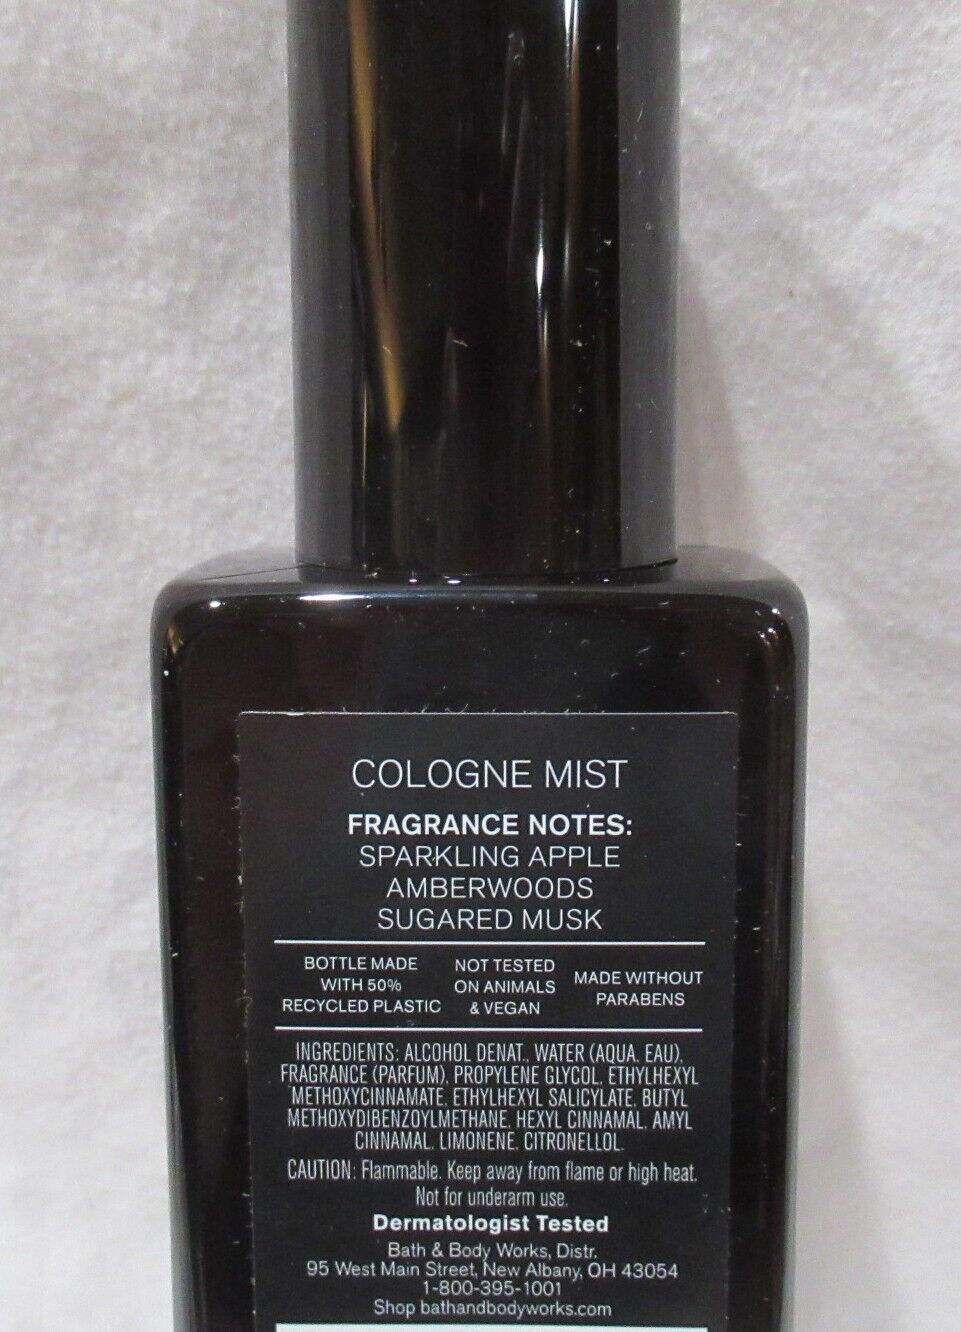 COLOGNE MIST
FRAGRANCE NOTES:
SPARKLING APPLE
AMBERWOODS
SUGARED MUSK
BOTTLE MADE
WITH 50%
RECYCLED PLASTIC
NOT TESTED
ON ANIMALS
& VEGAN
MADE WITHOUT
PARABENS
INGREDIENTS: ALCOHOL DENAT., WATER (AQUA, EAU),
FRAGRANCE (PARFUM), PROPYLENE GLYCOL, ETHYLHEXYL
METHOXYCINNAMATE, ETHYLHEXYL SALICYLATE, BUTYL
METHOXYDIBENZOYLMETHANE, HEXYL CINNAMAL, AMYL
CINNAMAL, LIMONENE, CITRONELLOL.
CAUTION: Flammable. Keep away from flame or high heat.
Not for underarm use.
Dermatologist Tested
Bath & Body Works, Distr.
95 West Main Street, New Albany, OH 43054
1-800-395-1001
Shop bathandbodyworks.com